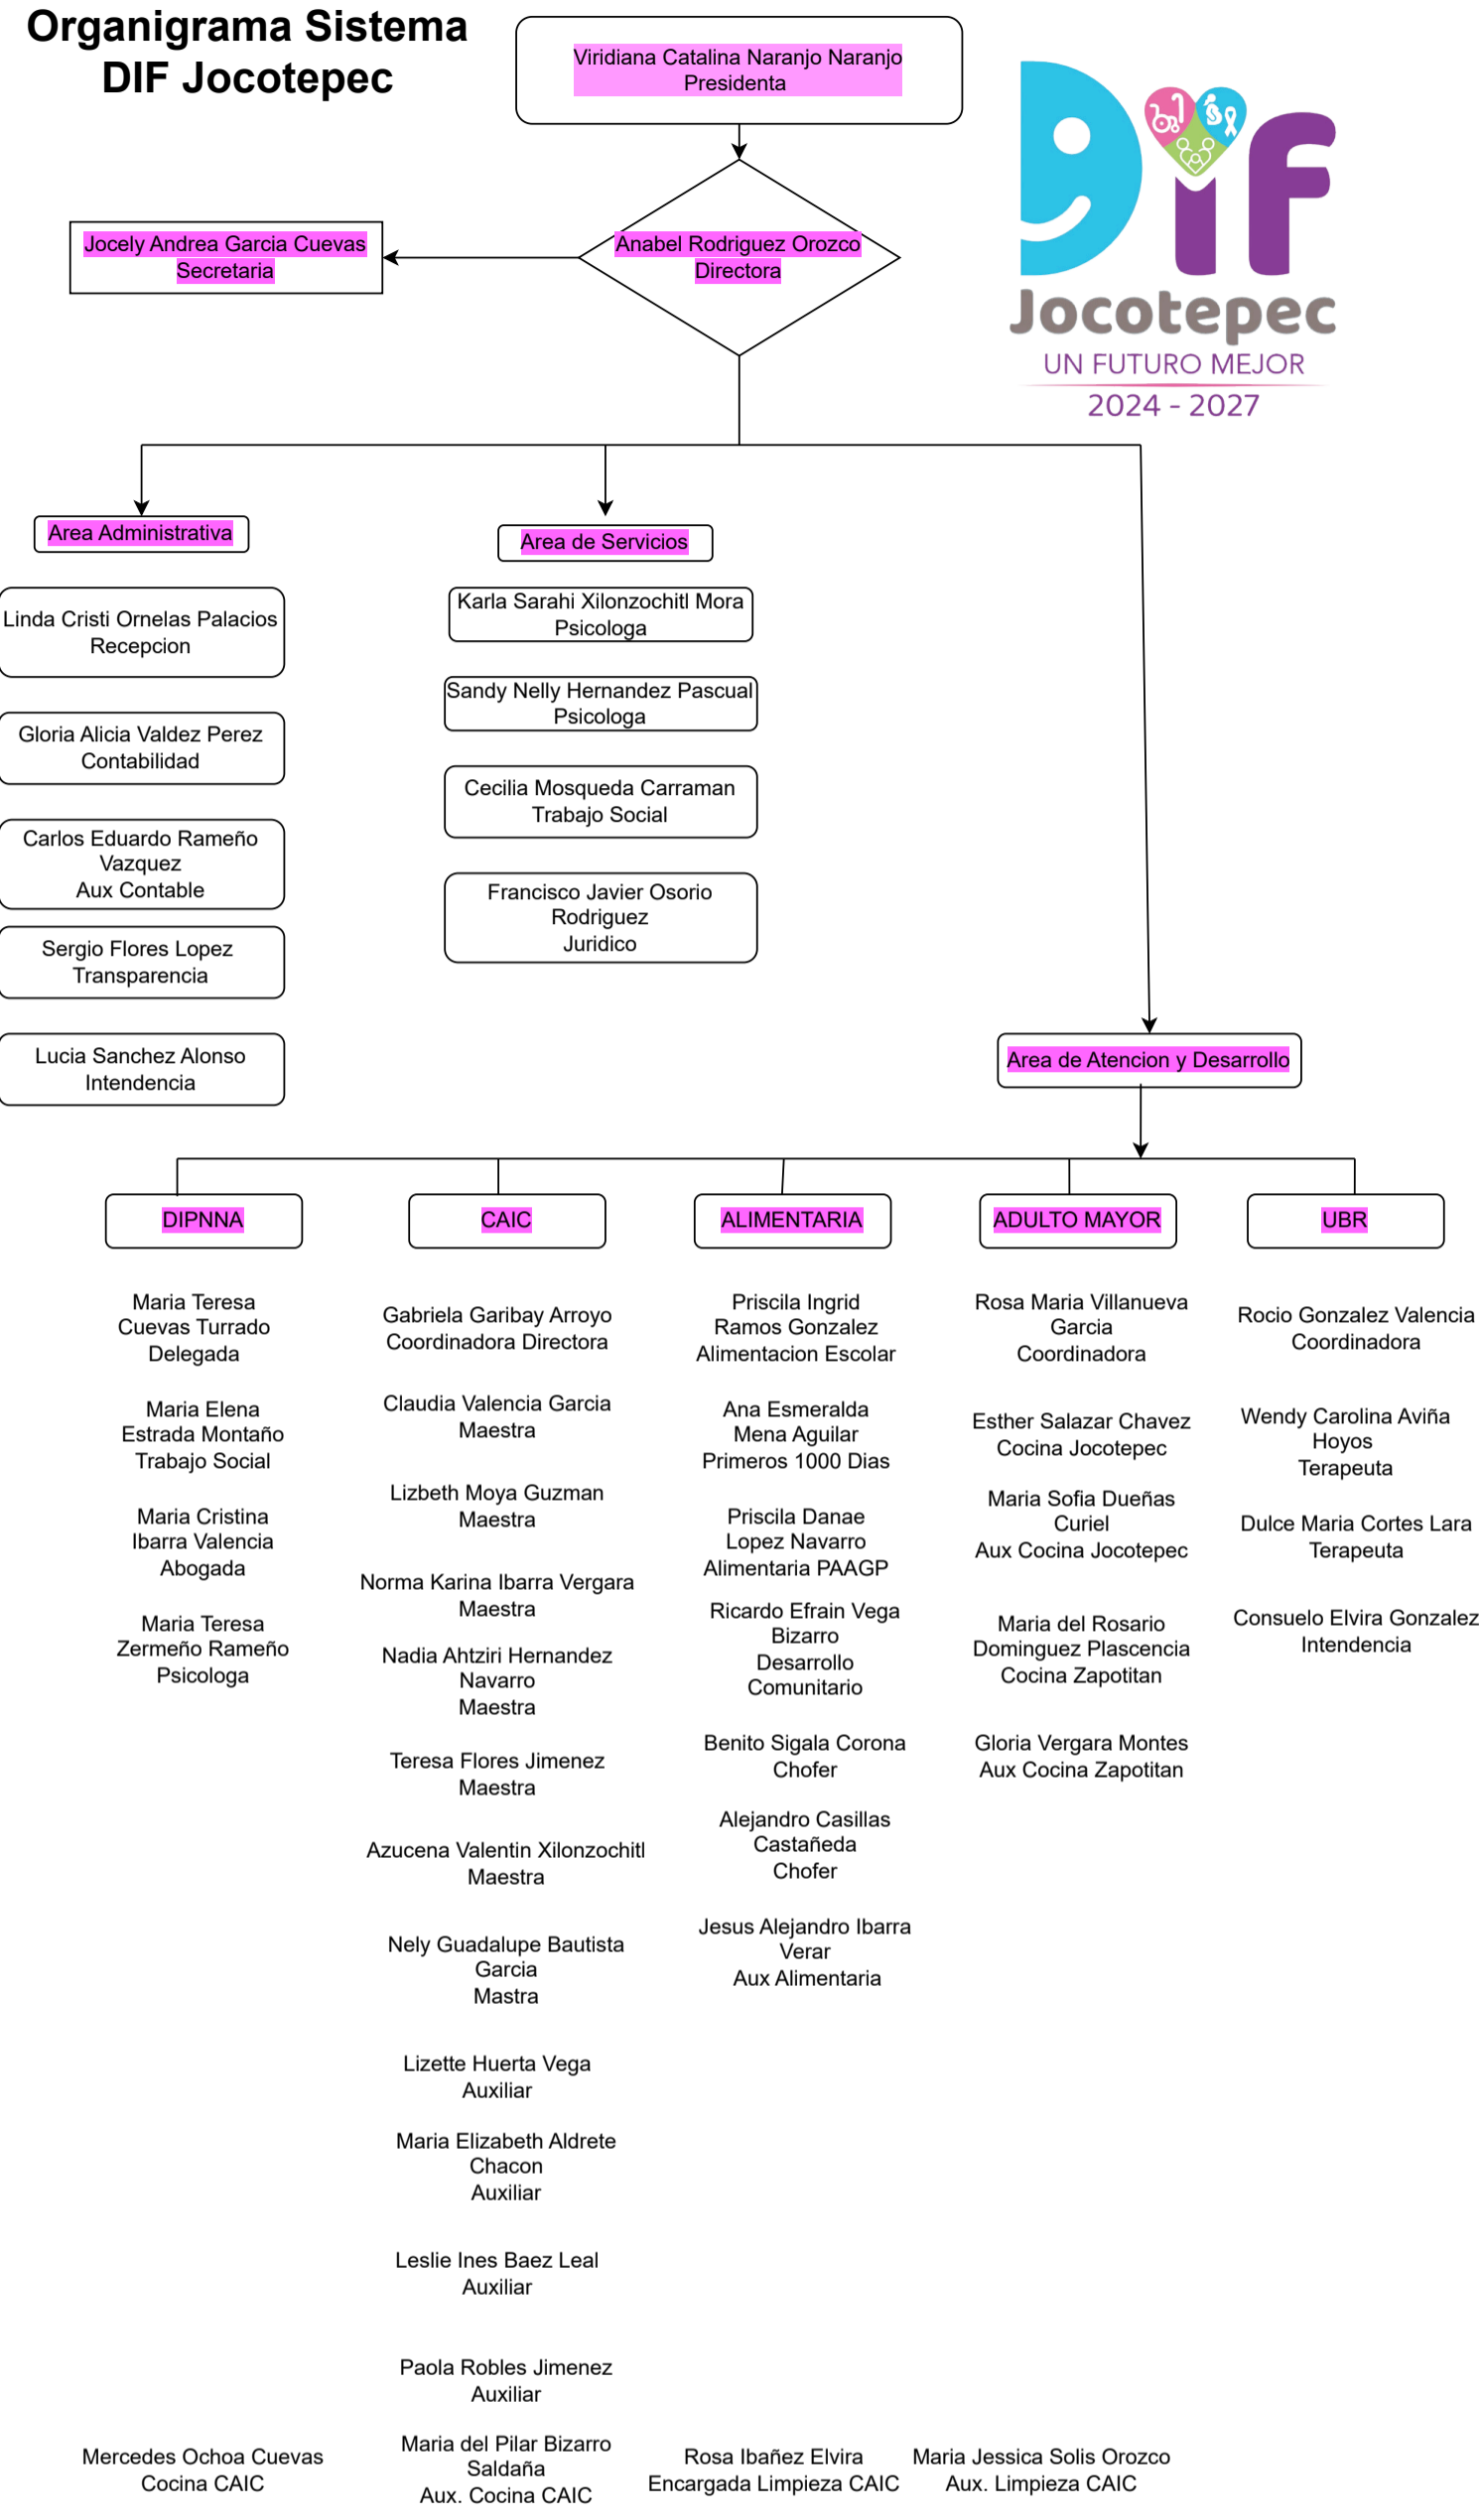 Organigrama Sistema
DIF Jocotepec
Viridiana Catalina Naranjo Naranjo
Presidenta
DIF
Jocotepec
UN FUTURO MEJOR
2024 - 2027
Jocely Andrea Garcia Cuevas
Secretaria
Anabel Rodriguez Orozco
Directora
Area Administrativa
Linda Cristi Ornelas Palacios
Recepcion
Gloria Alicia Valdez Perez
Contabilidad
Carlos Eduardo Rameño
Vazquez
Aux Contable
Sergio Flores Lopez
Transparencia
Lucia Sanchez Alonso
Intendencia
Area de Servicios
Karla Sarahi Xilonzochitl Mora
Psicologa
Sandy Nelly Hernandez Pascual
Psicologa
Cecilia Mosqueda Carraman
Trabajo Social
Francisco Javier Osorio
Rodriguez
Juridico
Area de Atencion y Desarrollo
DIPNNA
Maria Teresa
Cuevas Turrado
Delegada
Maria Elena
Estrada Montaño
Trabajo Social
Maria Cristina
Ibarra Valencia
Abogada
Maria Teresa
Zermeño Rameño
Psicologa
CAIC
Gabriela Garibay Arroyo
Coordinadora Directora
Claudia Valencia Garcia
Maestra
Lizbeth Moya Guzman
Maestra
Norma Karina Ibarra Vergara
Maestra
Nadia Ahtziri Hernandez
Navarro
Maestra
Teresa Flores Jimenez
Maestra
Azucena Valentin Xilonzochitl
Maestra
Nely Guadalupe Bautista
Garcia
Mastra
Lizette Huerta Vega
Auxiliar
Maria Elizabeth Aldrete
Chacon
Auxiliar
Leslie Ines Baez Leal
Auxiliar
Paola Robles Jimenez
Auxiliar
ALIMENTARIA
Priscila Ingrid
Ramos Gonzalez
Alimentacion Escolar
Ana Esmeralda
Mena Aguilar
Primeros 1000 Dias
Priscila Danae
Lopez Navarro
Alimentaria PAAGP
Ricardo Efrain Vega
Bizarro
Desarrollo
Comunitario
Benito Sigala Corona
Chofer
Alejandro Casillas
Castañeda
Chofer
Jesus Alejandro Ibarra
Verar
Aux Alimentaria
ADULTO MAYOR
Rosa Maria Villanueva
Garcia
Coordinadora
Esther Salazar Chavez
Cocina Jocotepec
Maria Sofia Dueñas
Curiel
Aux Cocina Jocotepec
Maria del Rosario
Dominguez Plascencia
Cocina Zapotitan
Gloria Vergara Montes
Aux Cocina Zapotitan
UBR
Rocio Gonzalez Valencia
Coordinadora
Wendy Carolina Aviña
Hoyos
Terapeuta
Dulce Maria Cortes Lara
Terapeuta
Consuelo Elvira Gonzalez
Intendencia
Mercedes Ochoa Cuevas
Cocina CAIC
Maria del Pilar Bizarro
Saldaña
Aux. Cocina CAIC
Rosa Ibañez Elvira
Encargada Limpieza CAIC
Maria Jessica Solis Orozco
Aux. Limpieza CAIC